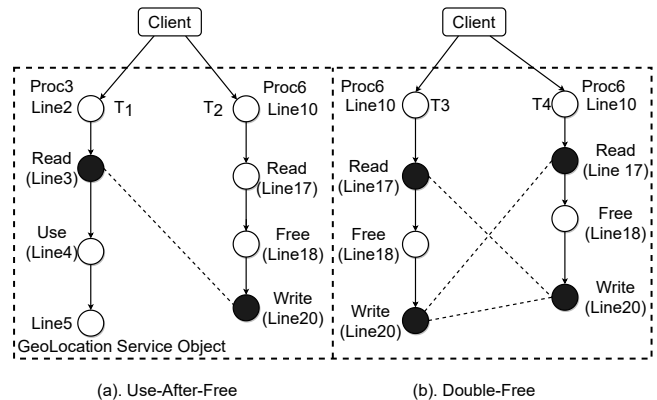 Client
Proc3
Line2
T1
Read
(Line3)
Use
(Line4)
Line5
Proc6
T2
Line10
Read
(Line17)
Free
(Line18)
Write
(Line20)
GeoLocation Service Object
(a). Use-After-Free
Client
Proc6
Line10
T3
Read
(Line17)
Free
(Line18)
Write
(Line20)
Proc6
T4
Line10
Read
(Line 17)
Free
(Line18)
Write
(Line20)
(b). Double-Free